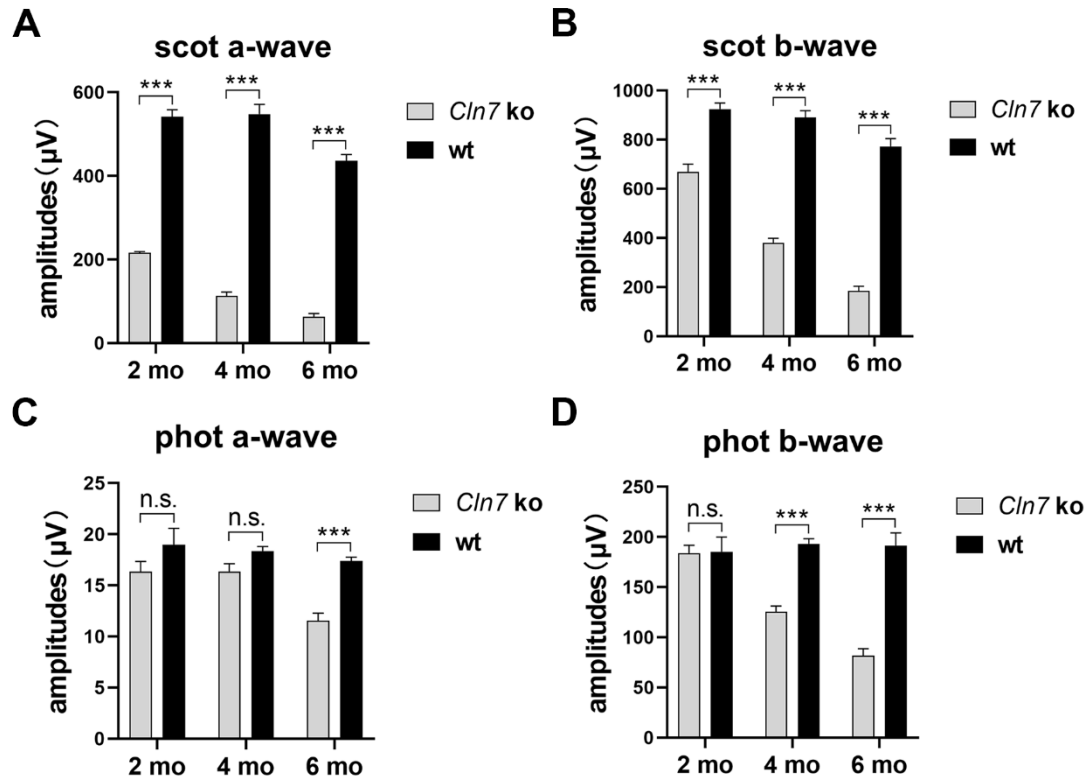 A
scot a-wave
amplitudes (μV)
600
400
200
0
***
***
***
2 mo
4 mo
6 mo
Cln7 ko
wt
B
scot b-wave
amplitudes (μV)
1000
800
600
400
200
0
***
***
***
2 mo
4 mo
6 mo
Cln7 ko
wt
C
phot a-wave
amplitudes (μV)
25
20
15
10
5
0
n.s.
n.s.
***
2 mo
4 mo
6 mo
Cln7 ko
wt
D
phot b-wave
amplitudes (μV)
250
200
150
100
50
0
n.s.
***
***
2 mo
4 mo
6 mo
Cln7 ko
wt